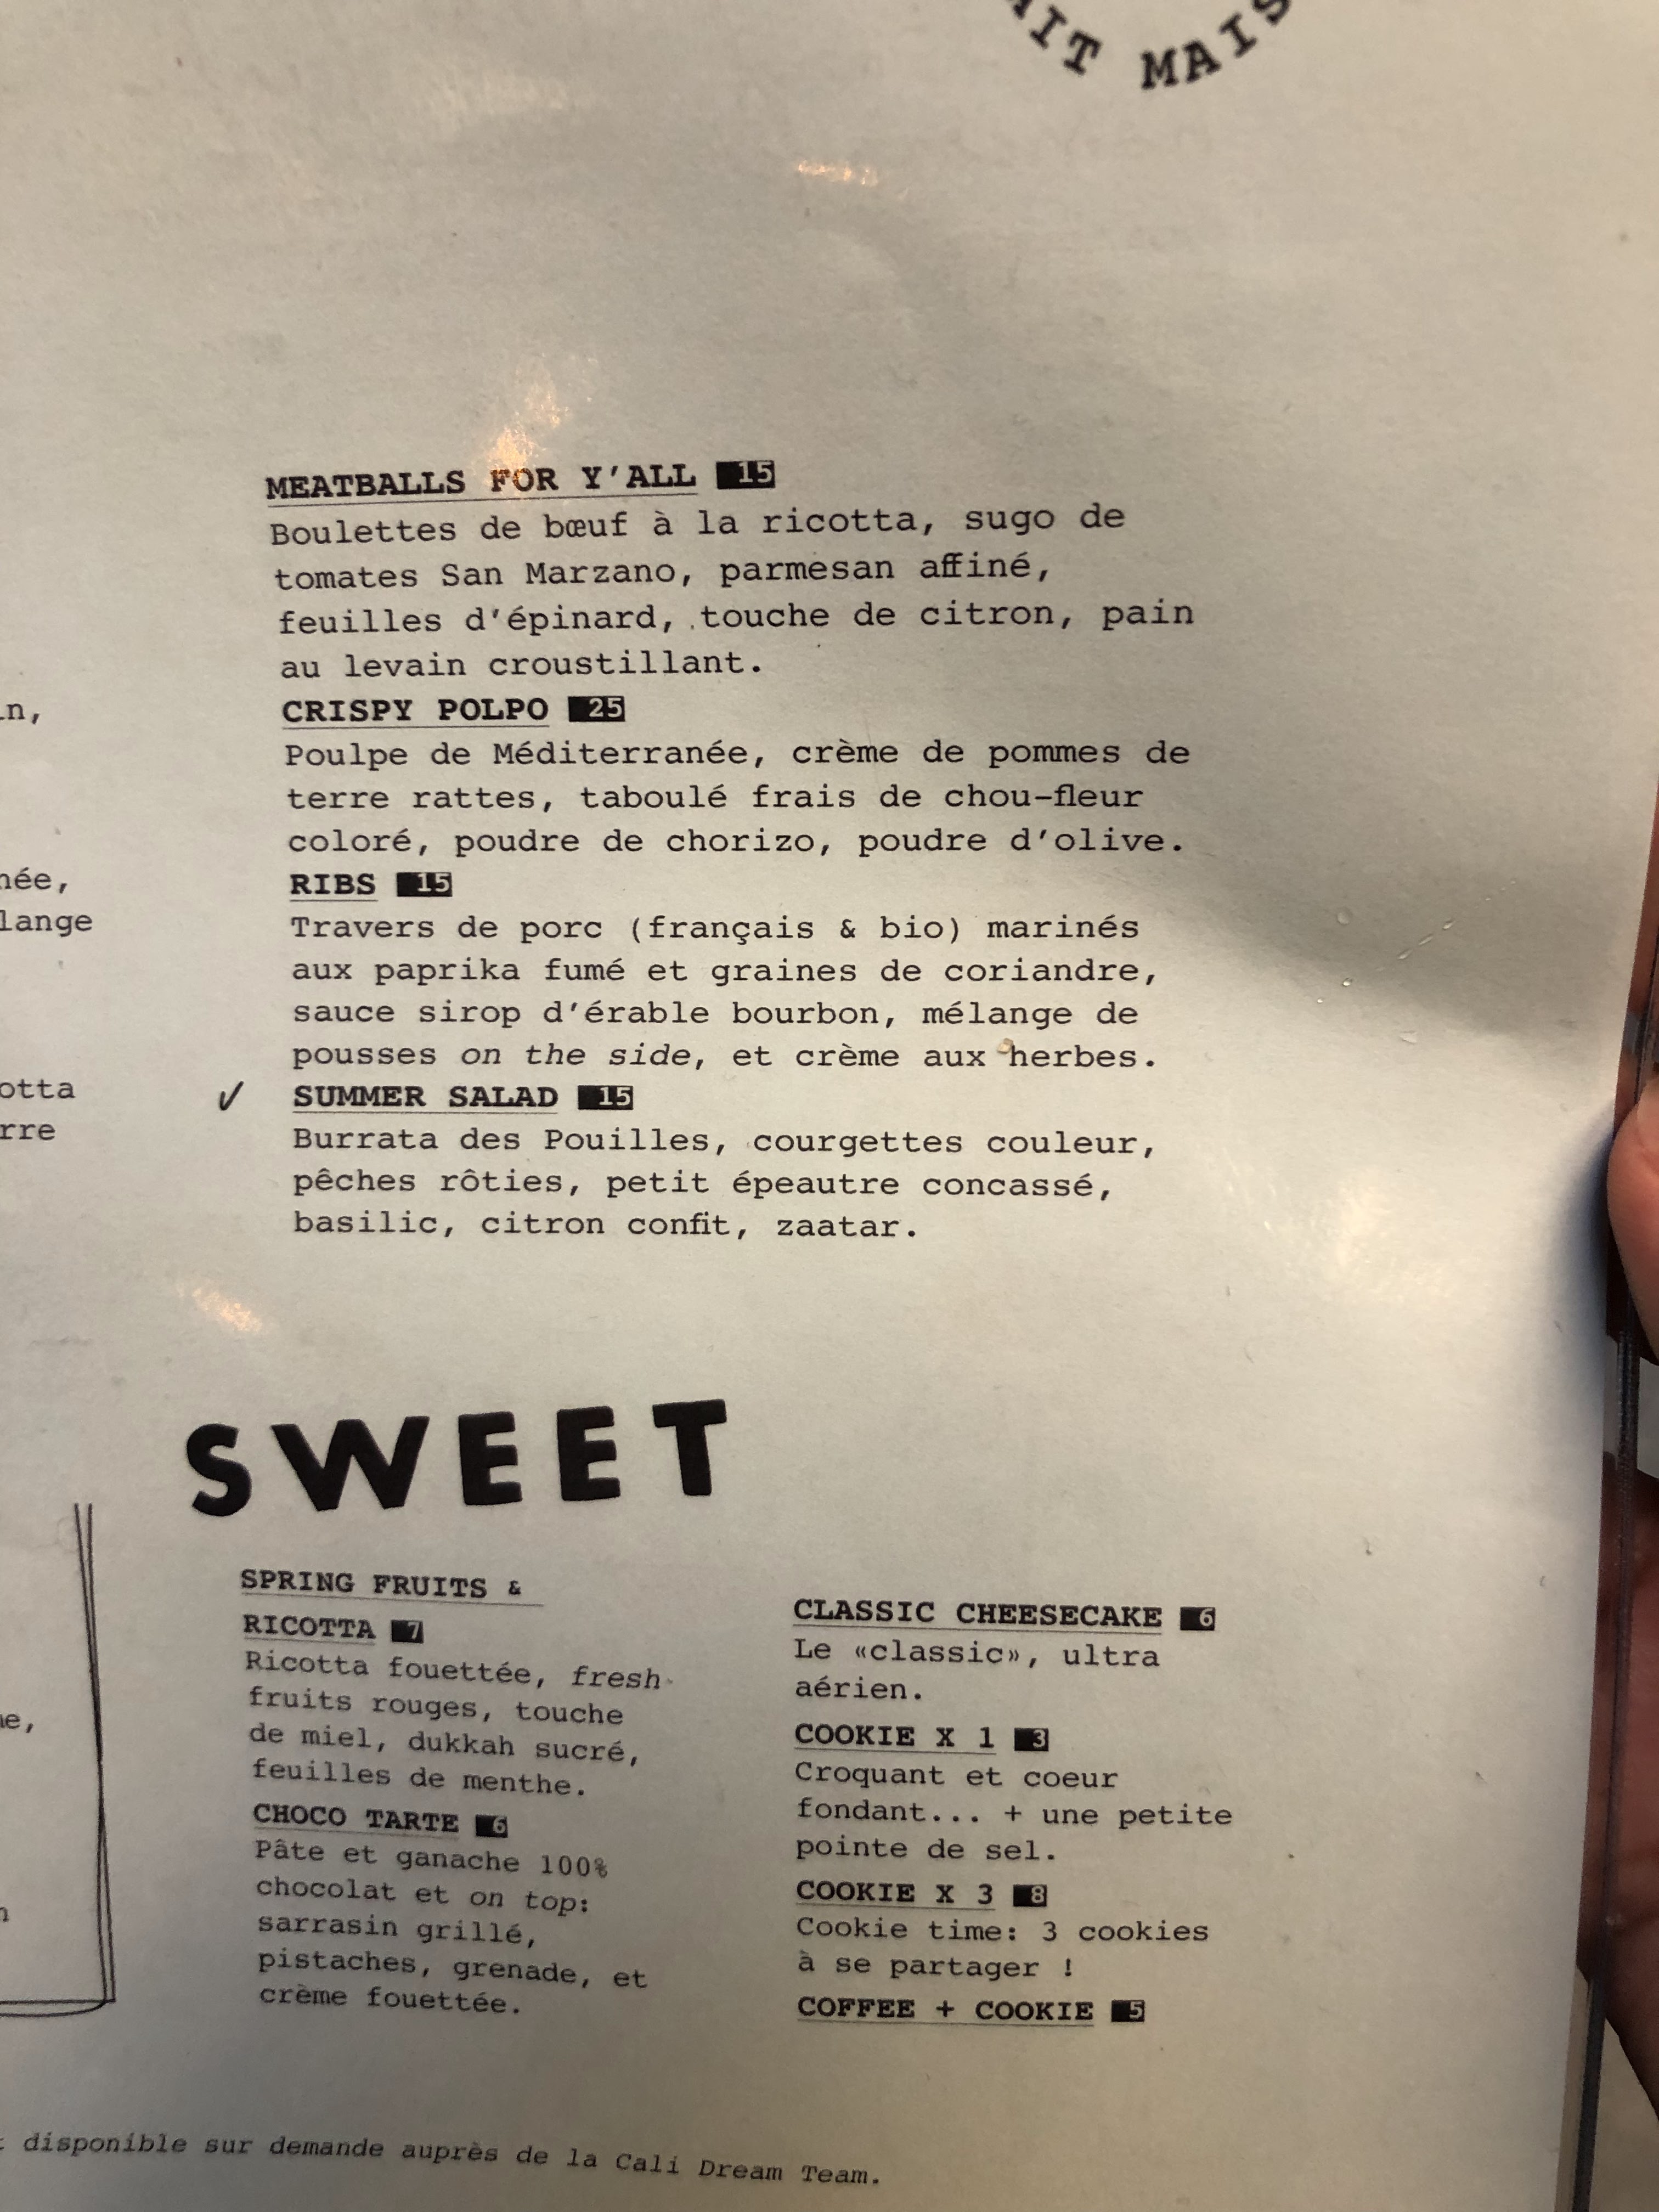 AIT MAIS
MEATBALLS FOR Y'ALL 15
Boulettes de bœuf à la ricotta, sugo de
tomates San Marzano, parmesan affiné,
feuilles d'épinard, touche de citron, pain
au levain croustillant.
CRISPY POLPO 25
Poulpe de Méditerranée, crème de pommes de
terre rattes, taboulé frais de chou-fleur
coloré, poudre de chorizo, poudre d'olive.
RIBS 15
Travers de porc (français & bio) marinés
aux paprika fumé et graines de coriandre,
sauce sirop d'érable bourbon, mélange de
pousses on the side, et crème aux herbes.
✓ SUMMER SALAD 15
Burrata des Pouilles, courgettes couleur,
pêches rôties, petit épeautre concassé,
basilic, citron confit, zaatar.
née,
lange
otta
rre
SWEET
SPRING FRUITS &
RICOTTA 7
Ricotta fouettée, fresh
fruits rouges, touche
de miel, dukkah sucré,
feuilles de menthe.
CHOCO TARTE 6
Pâte et ganache 100%
chocolat et on top:
sarrasin grillé,
pistaches, grenade, et
crème fouettée.
CLASSIC CHEESECAKE 6
Le «classic», ultra
aérien.
COOKIE X 1 3
Croquant et coeur
fondant... + une petite
pointe de sel.
COOKIE X 3 8
Cookie time: 3 cookies
à se partager !
COFFEE + COOKIE 5
disponible sur demande auprès de la Cali Dream Team.